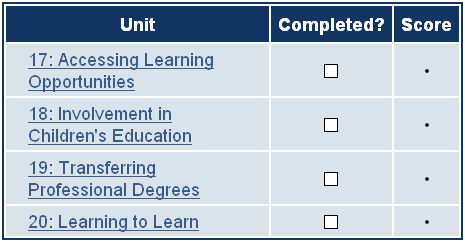 Unit Completed? Score
17: Accessing Learning
Opportunities
18: Involvement in
Children's Education
19: Transferring
Professional Degrees
20: Learning to Learn